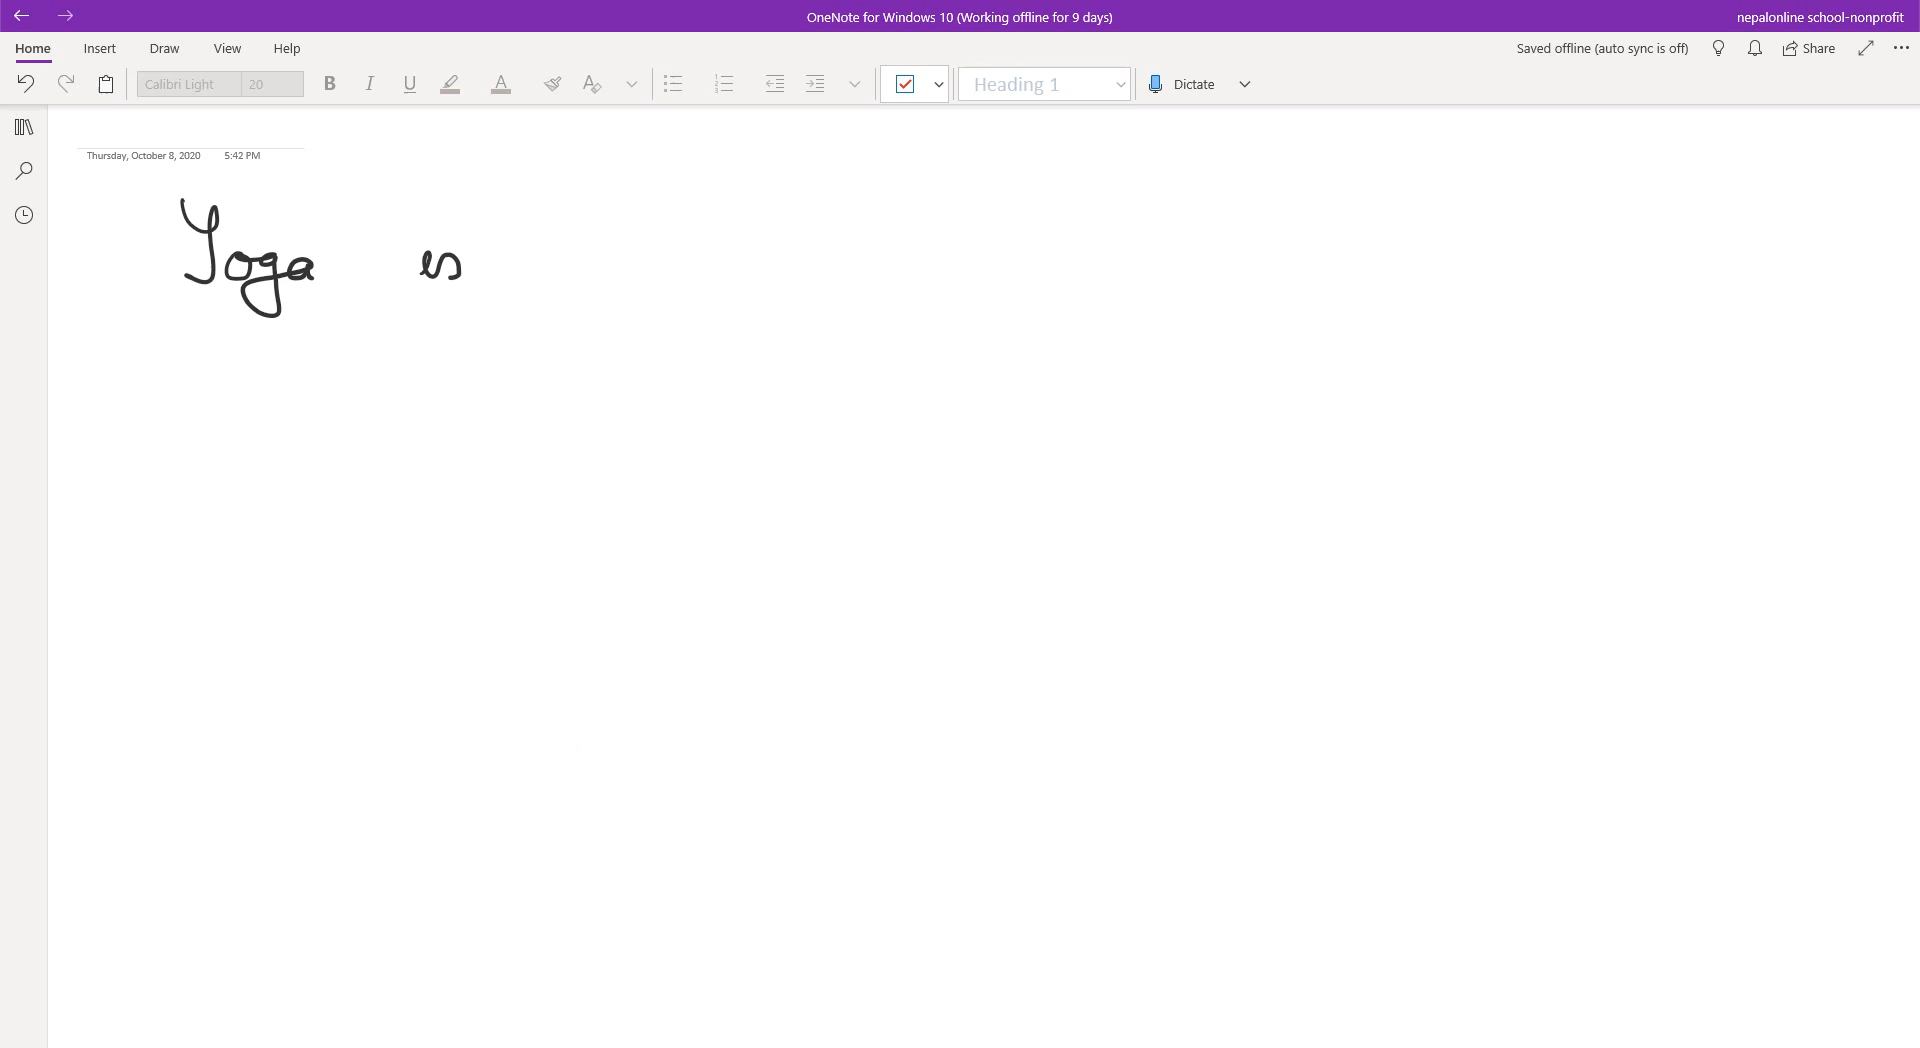 OneNote for Windows 10 (Working offline for 9 days) nepalonline school-nonprofit
Home Insert Draw View Help Saved offline (auto sync is off) Share
Calibri Light 20 B I U A A Heading 1 Dictate
Thursday, October 8, 2020 5:42 PM
Yoga is